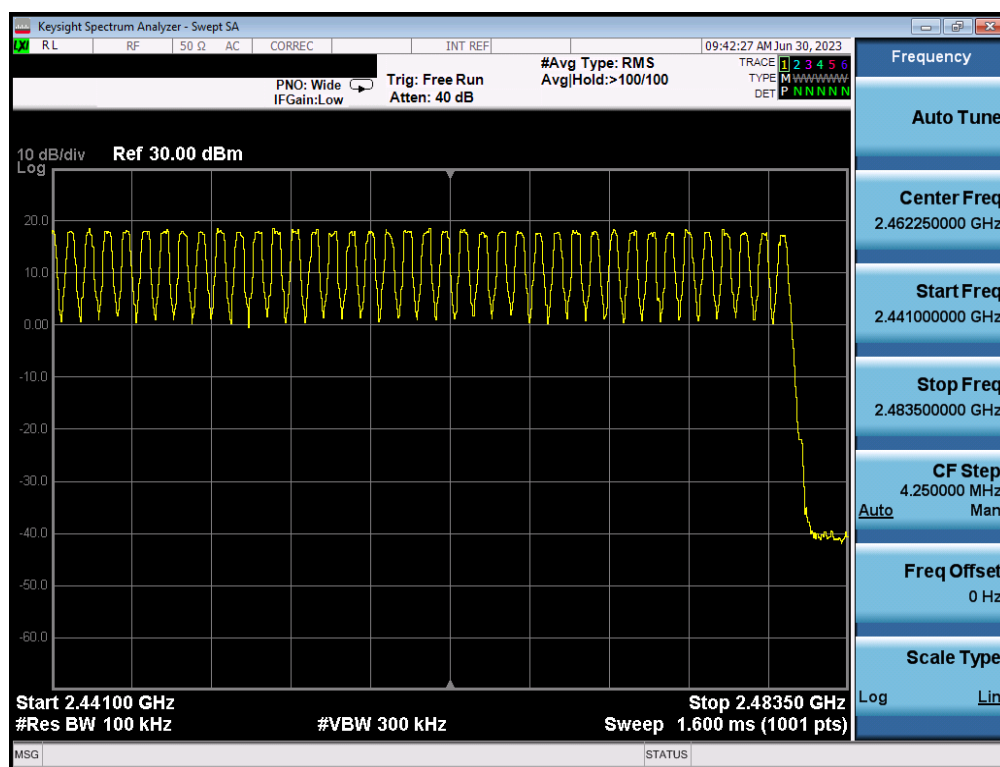 Keysight Spectrum Analyzer - Swept SA
LXI RL RF 50 Ω AC CORREC INT REF 09:42:27 AM Jun 30, 2023
PNO: Wide
IFGain:Low
Trig: Free Run
Atten: 40 dB
#Avg Type: RMS
Avg|Hold:>100/100
TRACE 1 2 3 4 5 6
TYPE M W W W W W
DET P N N N N N
10 dB/div Ref 30.00 dBm
Log
20.0
10.0
0.00
-10.0
-20.0
-30.0
-40.0
-50.0
-60.0
Start 2.44100 GHz Stop 2.48350 GHz
#Res BW 100 kHz #VBW 300 kHz Sweep 1.600 ms (1001 pts)
MSG STATUS
Frequency
Auto Tune
Center Freq
2.462250000 GHz
Start Freq
2.441000000 GHz
Stop Freq
2.483500000 GHz
CF Step
4.250000 MHz
Auto Man
Freq Offset
0 Hz
Scale Type
Log Lin